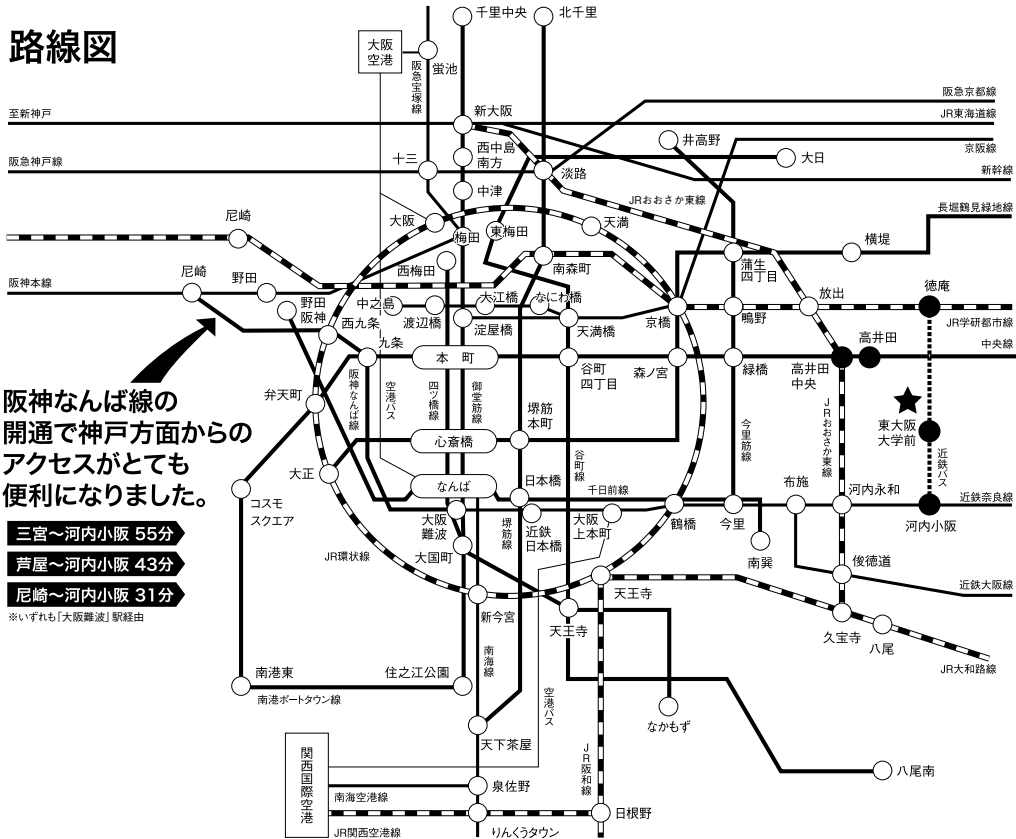 路線図
千里中央
北千里
大阪
空港
阪急宝塚線
蛍池
阪急京都線
至新神戸
新大阪
JR東海道線
井高野
京阪線
十三
西中島
南方
淡路
大日
阪急神戸線
新幹線
中津
JRおおさか東線
長堀鶴見緑地線
尼崎
大阪
天満
梅田
東梅田
横堤
西梅田
南森町
蒲生
四丁目
尼崎
野田
阪神本線
野田
阪神
中之島
渡辺橋
大江橋
なにわ橋
放出
徳庵
西九条
淀屋橋
天満橋
京橋
鴫野
JR学研都市線
九条
本町
中央線
谷町
四丁目
森ノ宮
緑橋
高井田
中央
高井田
阪神なんば線の
開通で神戸方面からの
アクセスがとても
便利になりました。
弁天町
阪神なんば線
空港バス
四ツ橋線
御堂筋線
堺筋
本町
JRおおさか東線
東大阪
大学前
心斎橋
谷町線
今里筋線
近鉄バス
大正
なんば
日本橋
千日前線
布施
河内永和
近鉄奈良線
コスモ
スクエア
大阪
難波
堺筋線
近鉄
日本橋
大阪
上本町
鶴橋
今里
河内小阪
三宮〜河内小阪 55分
芦屋〜河内小阪 43分
尼崎〜河内小阪 31分
※いずれも「大阪難波」駅経由
JR環状線
大国町
南巽
俊徳道
近鉄大阪線
天王寺
新今宮
天王寺
久宝寺
八尾
JR大和路線
南港東
南港ポートタウン線
住之江公園
南海線
空港バス
なかもず
天下茶屋
JR阪和線
八尾南
関西国際空港
泉佐野
南海空港線
日根野
JR関西空港線
りんくうタウン